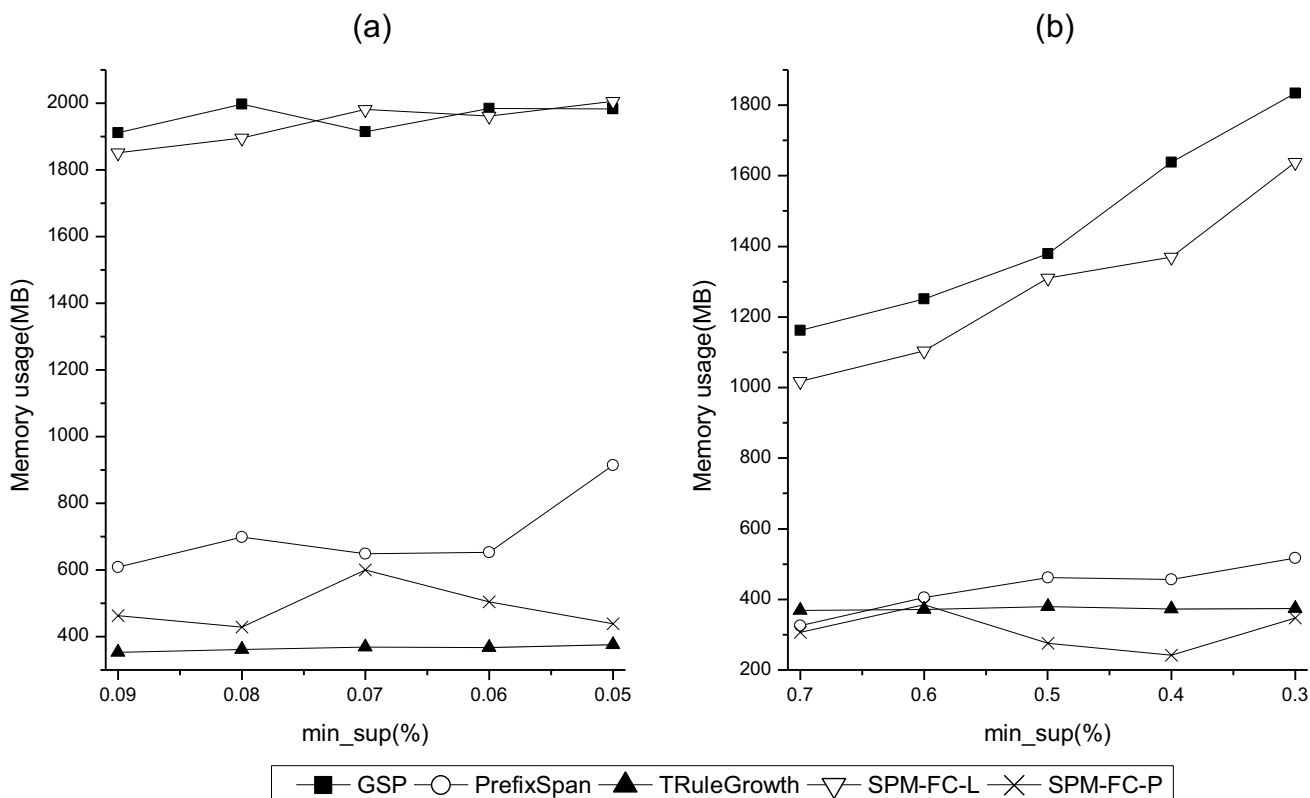 (a)
(b)
Memory usage(MB)
2000
1800
1600
1400
1200
1000
800
600
400
0.09 0.08 0.07 0.06 0.05
min_sup(%)
Memory usage(MB)
1800
1600
1400
1200
1000
800
600
400
200
0.7 0.6 0.5 0.4 0.3
min_sup(%)
GSP PrefixSpan TRuleGrowth SPM-FC-L SPM-FC-P